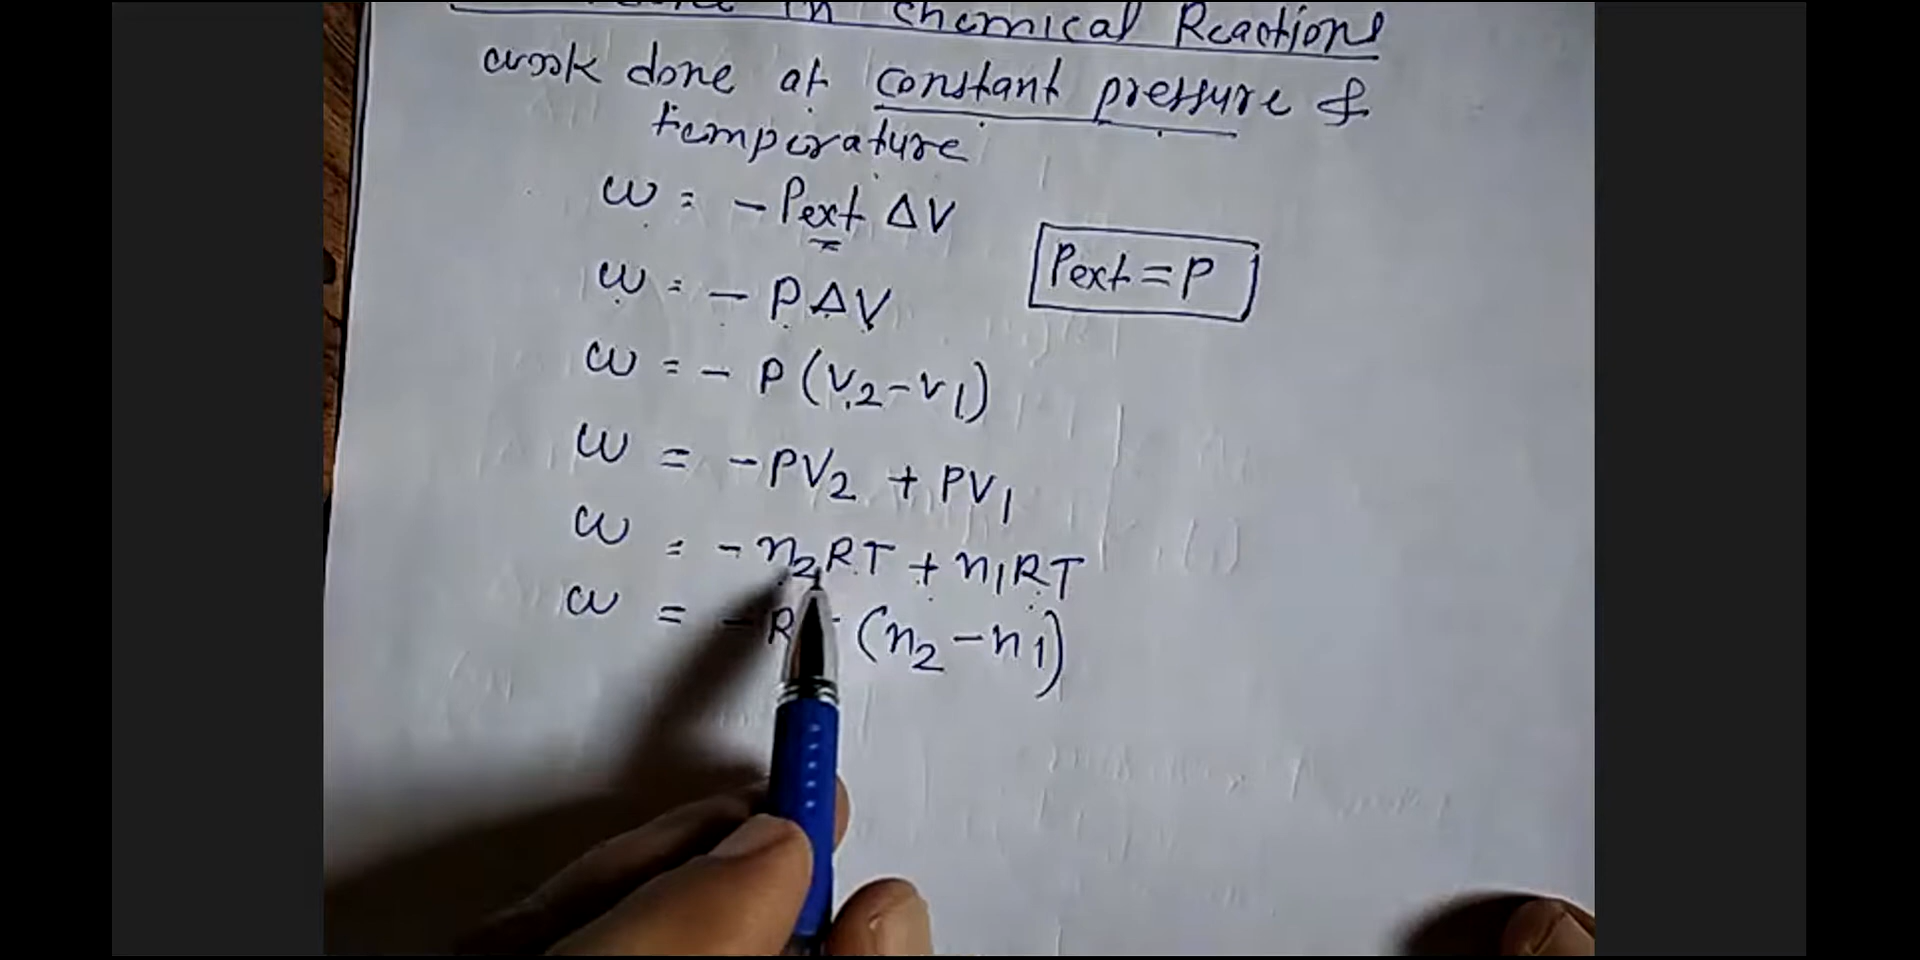 in Chemical Reactions
work done at constant pressure &
temperature
w = - Pext ΔV
Pext = P
w = - PΔV
w = - P(V2-V1)
w = -PV2 + PV1
w = -n2RT + n1RT
w = - R (n2-n1)